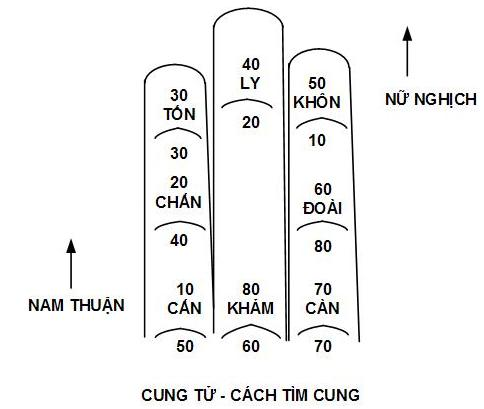 40
LY
20
30
TỐN
30
20
CHẤN
40
10
CẤN
50
80
KHẢM
60
50
KHÔN
10
60
ĐOÀI
80
70
CÀN
70
NỮ NGHỊCH
NAM THUẬN
CUNG TỬ - CÁCH TÌM CUNG